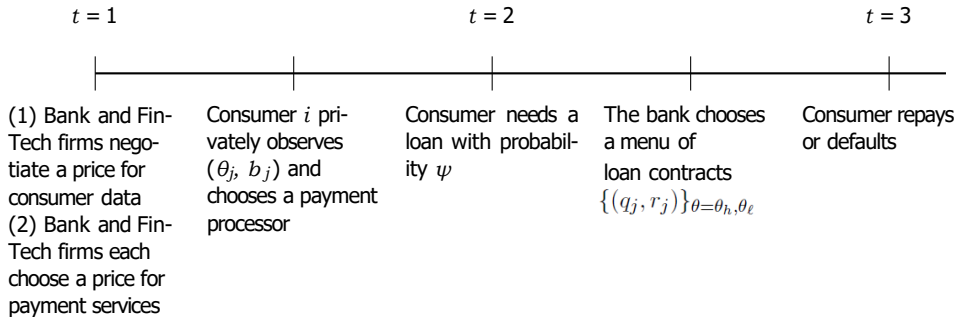 t = 1
t = 2
t = 3
(1) Bank and Fin-
Tech firms nego-
tiate a price for
consumer data
(2) Bank and Fin-
Tech firms each
choose a price for
payment services
Consumer i pri-
vately observes
(θj, bj) and
chooses a payment
processor
Consumer needs a
loan with probabil-
ity ψ
The bank chooses
a menu of
loan contracts
{(qj, rj)}θ=θh,θℓ
Consumer repays
or defaults